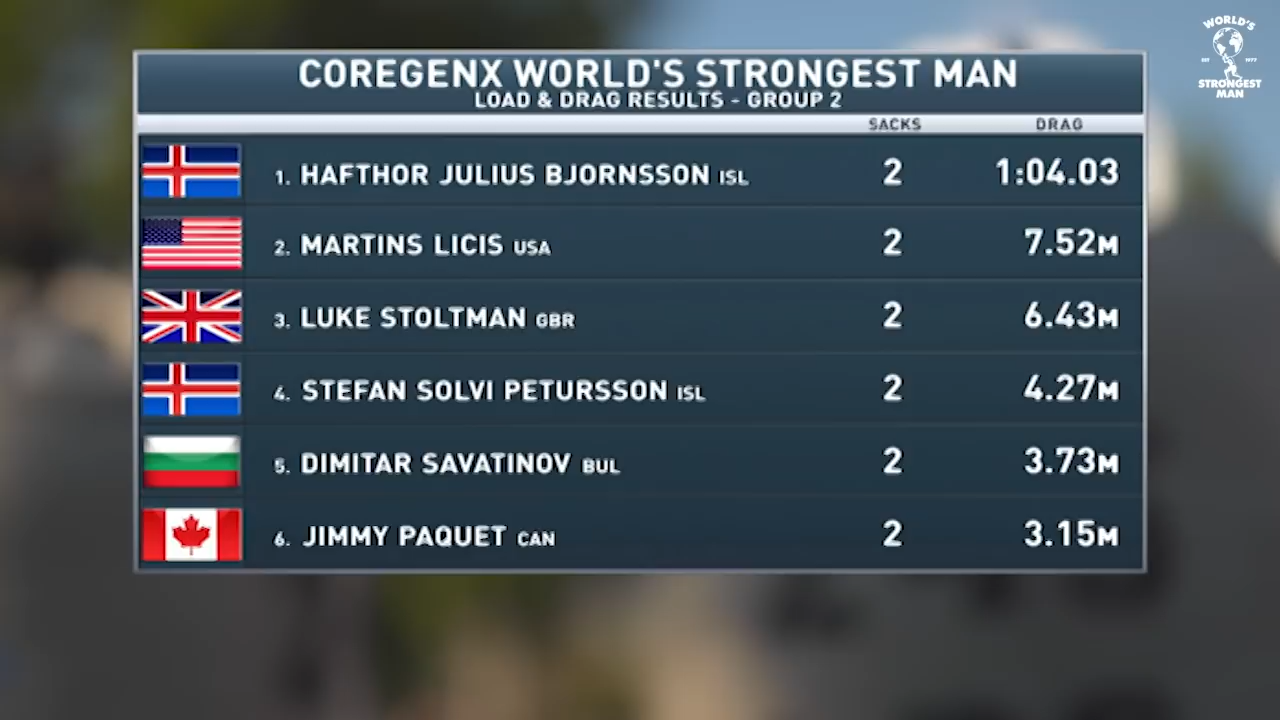 WORLD'S
EST 1977
STRONGEST
MAN
COREGENX WORLD'S STRONGEST MAN
LOAD & DRAG RESULTS - GROUP 2
SACKS DRAG
1. HAFTHOR JULIUS BJORNSSON ISL 2 1:04.03
2. MARTINS LICIS USA 2 7.52M
3. LUKE STOLTMAN GBR 2 6.43M
4. STEFAN SOLVI PETURSSON ISL 2 4.27M
5. DIMITAR SAVATINOV BUL 2 3.73M
6. JIMMY PAQUET CAN 2 3.15M